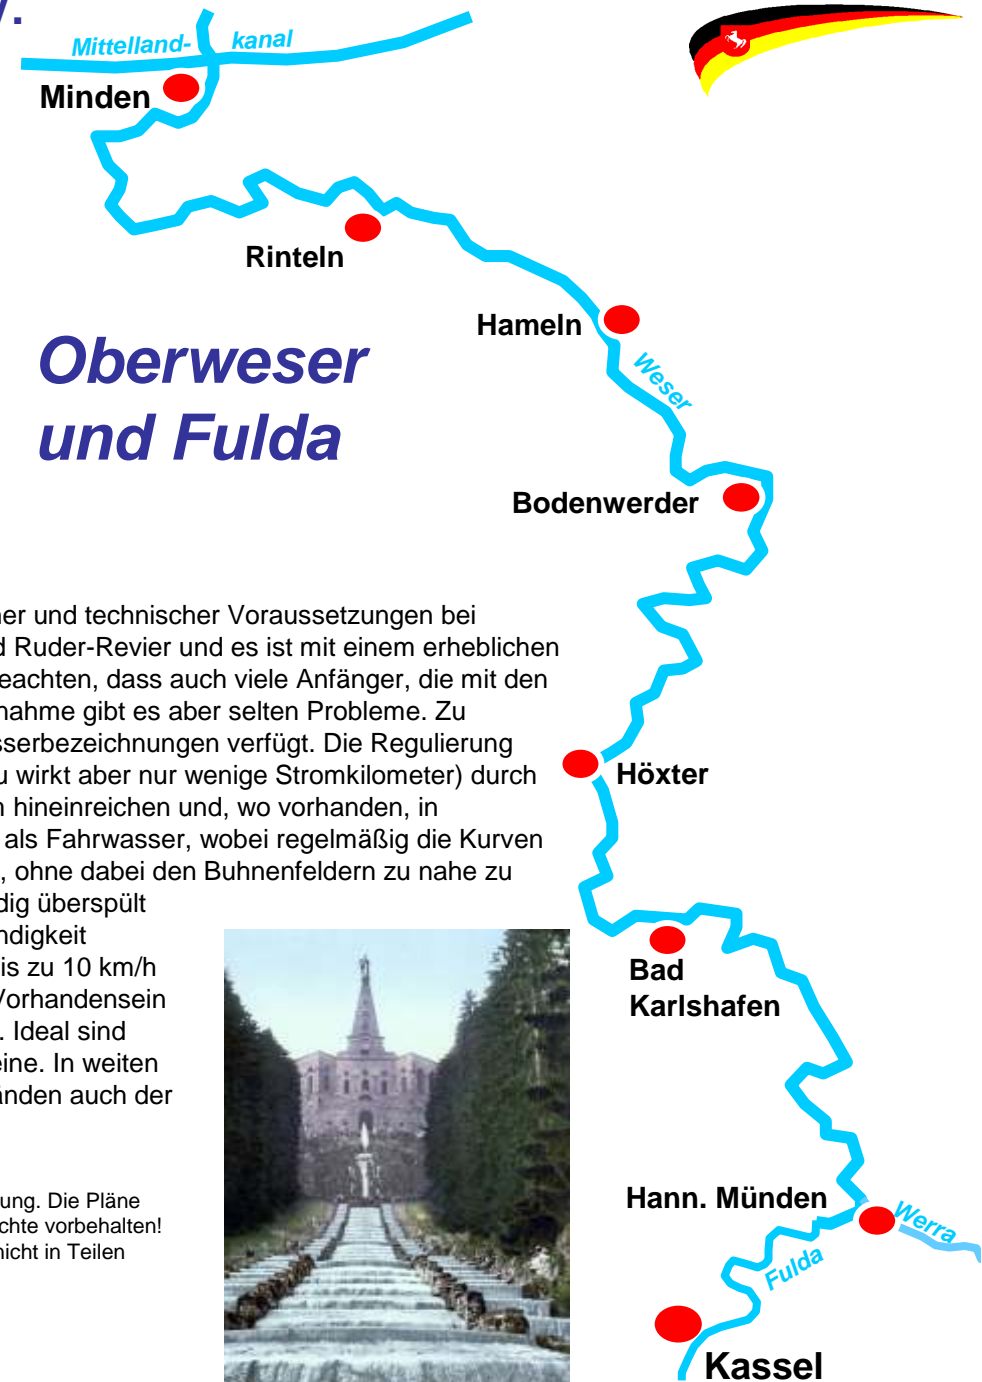 Mittelland- kanal
Minden
Rinteln
Hameln
Oberweser
und Fulda
Weser
Bodenwerder
ner und technischer Voraussetzungen bei
d Ruder-Revier und es ist mit einem erheblichen
eachten, dass auch viele Anfänger, die mit den
nahme gibt es aber selten Probleme. Zu
sserbezeichnungen verfügt. Die Regulierung
u wirkt aber nur wenige Stromkilometer) durch
n hineinreichen und, wo vorhanden, in
als Fahrwasser, wobei regelmäßig die Kurven
, ohne dabei den Buhnenfeldern zu nahe zu
dig überspült
ndigkeit
is zu 10 km/h
Vorhandensein
. Ideal sind
eine. In weiten
änden auch der
Höxter
Bad
Karlshafen
ung. Die Pläne
chte vorbehalten!
nicht in Teilen
Hann. Münden
Werra
Fulda
Kassel